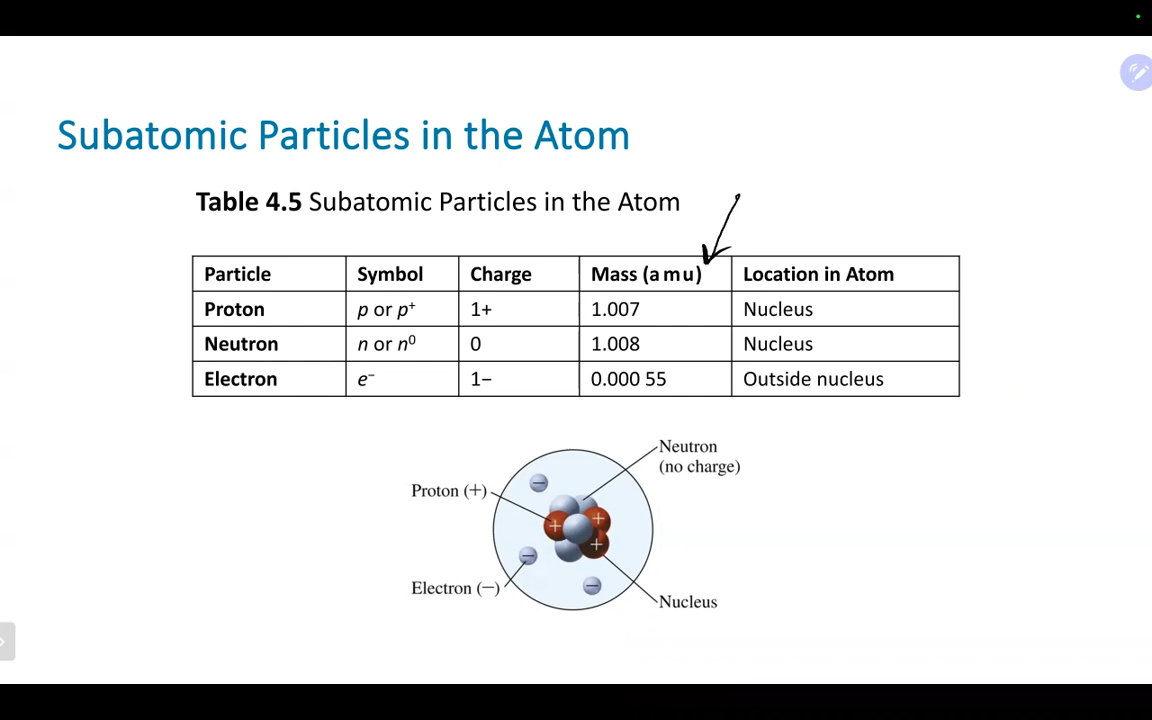 Subatomic Particles in the Atom
Table 4.5 Subatomic Particles in the Atom
Particle Symbol Charge Mass (a m u) Location in Atom
Proton p or p⁺ 1+ 1.007 Nucleus
Neutron n or n⁰ 0 1.008 Nucleus
Electron e⁻ 1− 0.000 55 Outside nucleus
Neutron
(no charge)
Proton (+)
Electron (−)
Nucleus